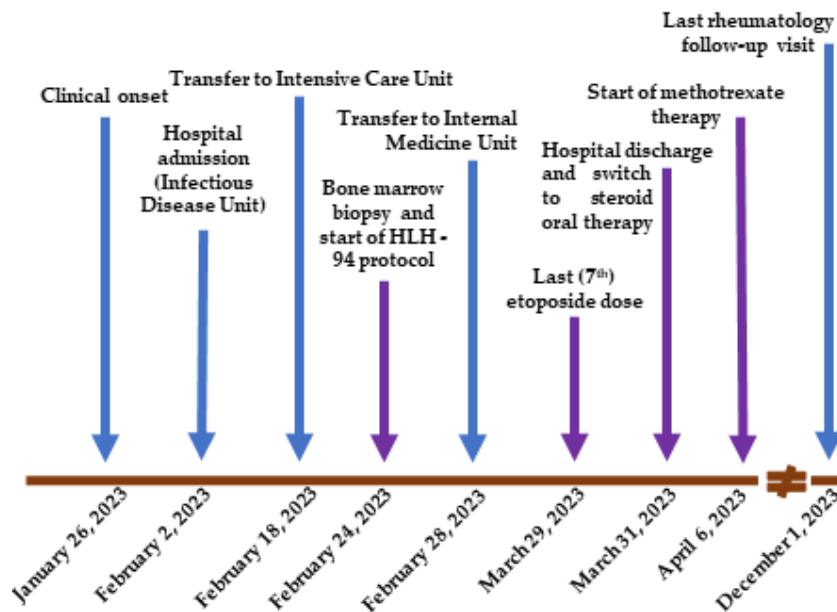 Clinical onset
Hospital
admission
(Infectious
Disease Unit)
Transfer to Intensive Care Unit
Bone marrow
biopsy and
start of HLH -
94 protocol
Transfer to Internal
Medicine Unit
Last (7th)
etoposide dose
Hospital discharge
and switch
to steroid
oral therapy
Start of methotrexate
therapy
Last rheumatology
follow-up visit
January 26, 2023
February 2, 2023
February 18, 2023
February 24, 2023
February 28, 2023
March 29, 2023
March 31, 2023
April 6, 2023
December 1, 2023